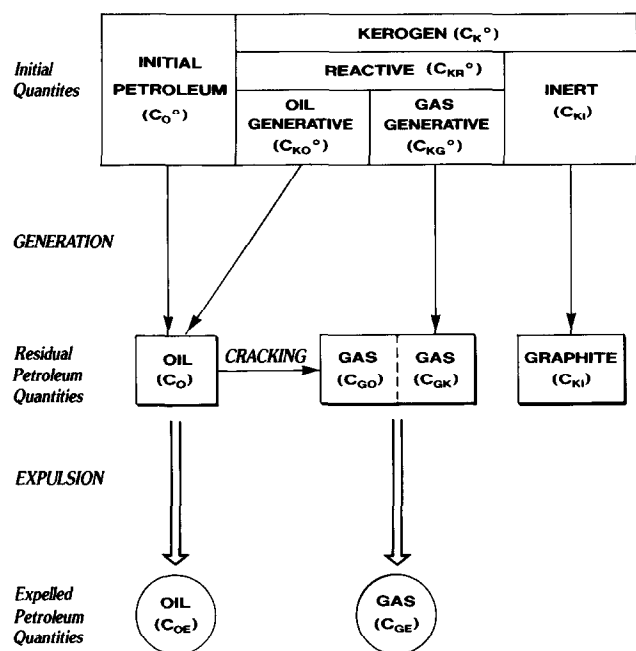 KEROGEN (C_K°)
Initial
Quantites
INITIAL
PETROLEUM
(C_O°)
REACTIVE (C_KR°)
OIL
GENERATIVE
(C_KO°)
GAS
GENERATIVE
(C_KG°)
INERT
(C_KI)
GENERATION
Residual
Petroleum
Quantities
OIL
(C_O)
CRACKING
GAS
(C_GO)
GAS
(C_GK)
GRAPHITE
(C_KI)
EXPULSION
Expelled
Petroleum
Quantities
OIL
(C_OE)
GAS
(C_GE)